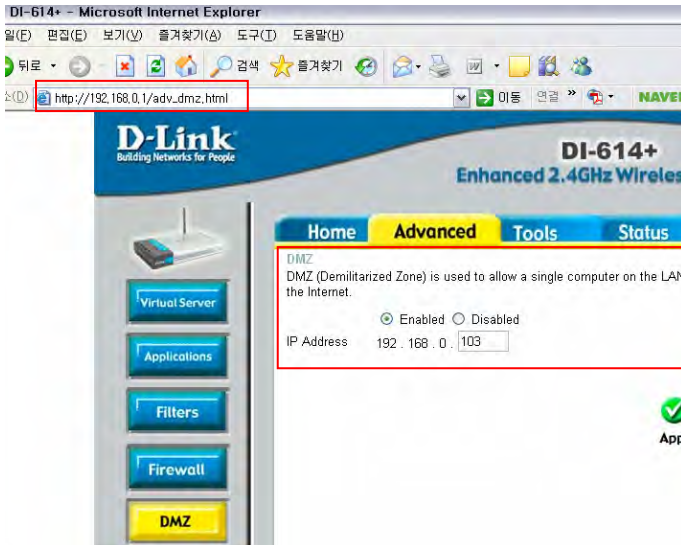 DI-614+ - Microsoft Internet Explorer
일(F) 편집(E) 보기(V) 즐겨찾기(A) 도구(T) 도움말(H)
뒤로 검색 즐겨찾기
소(D) http://192.168.0.1/adv_dmz.html 이동 연결 » NAVE
D-Link
Building Networks for People
DI-614+
Enhanced 2.4GHz Wireles
Home Advanced Tools Status
DMZ
DMZ (Demilitarized Zone) is used to allow a single computer on the LAN
the Internet.
Enabled Disabled
IP Address 192 . 168 . 0 . 103
App
Virtual Server
Applications
Filters
Firewall
DMZ